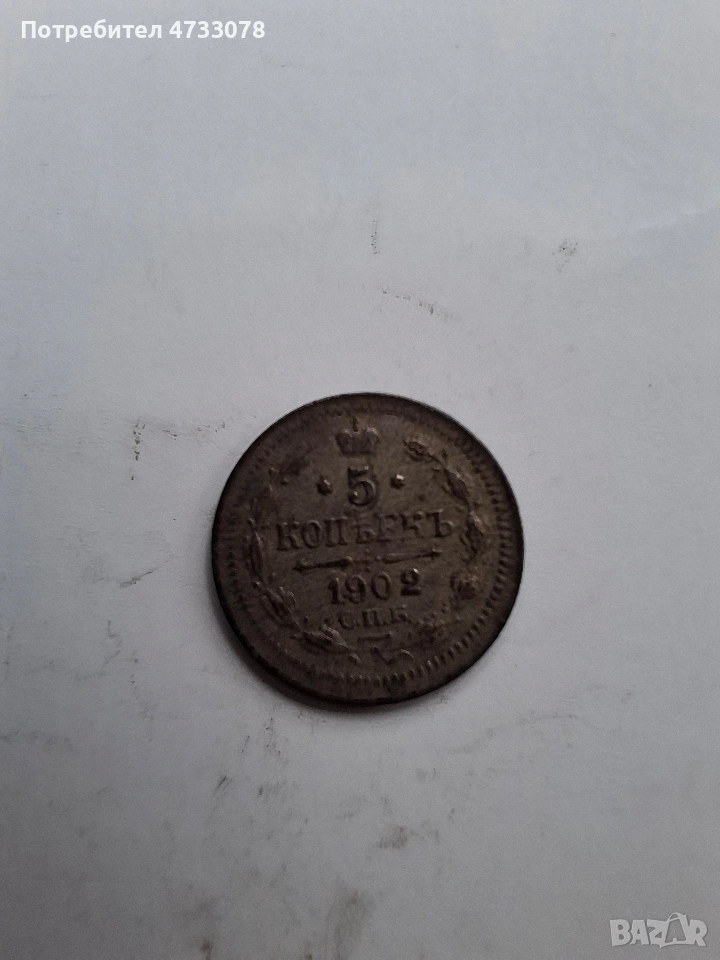 Потребител 4733078
5
КОПѢЕКЪ
1902
С.П.Б.
BAZAR